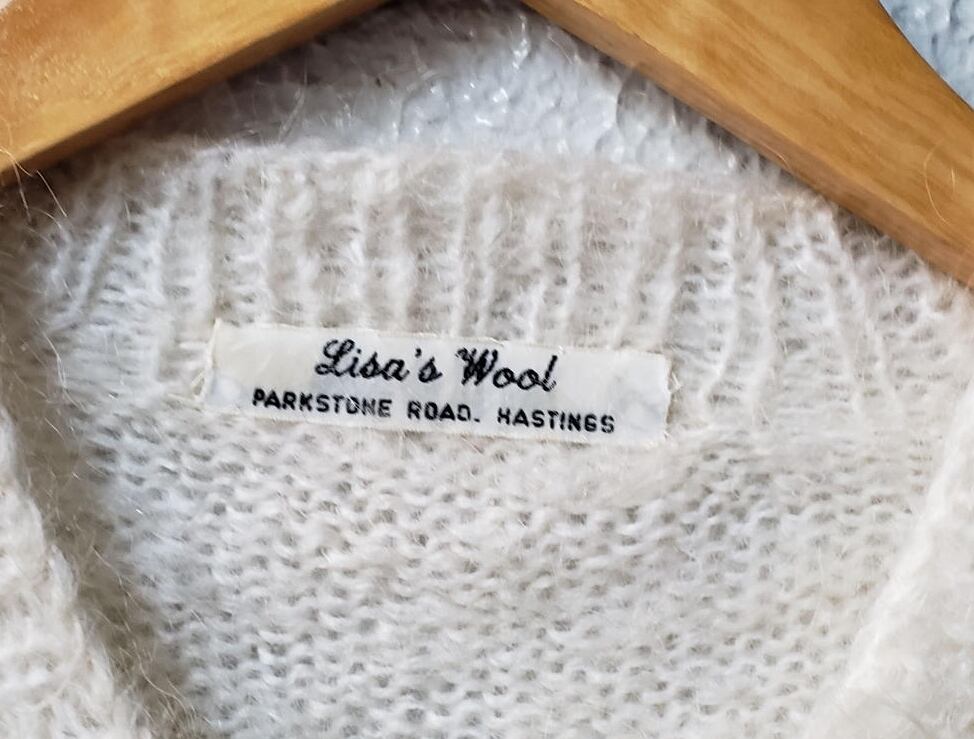 Lisa's Wool
PARKSTONE ROAD. HASTINGS